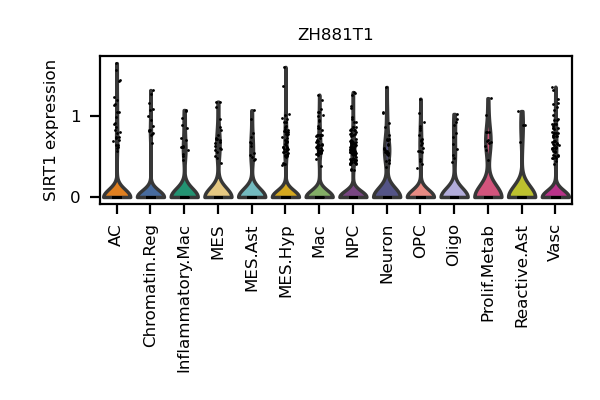 ZH881T1
SIRT1 expression
1
0
AC
Chromatin.Reg
Inflammatory.Mac
MES
MES.Ast
MES.Hyp
Mac
NPC
Neuron
OPC
Oligo
Prolif.Metab
Reactive.Ast
Vasc